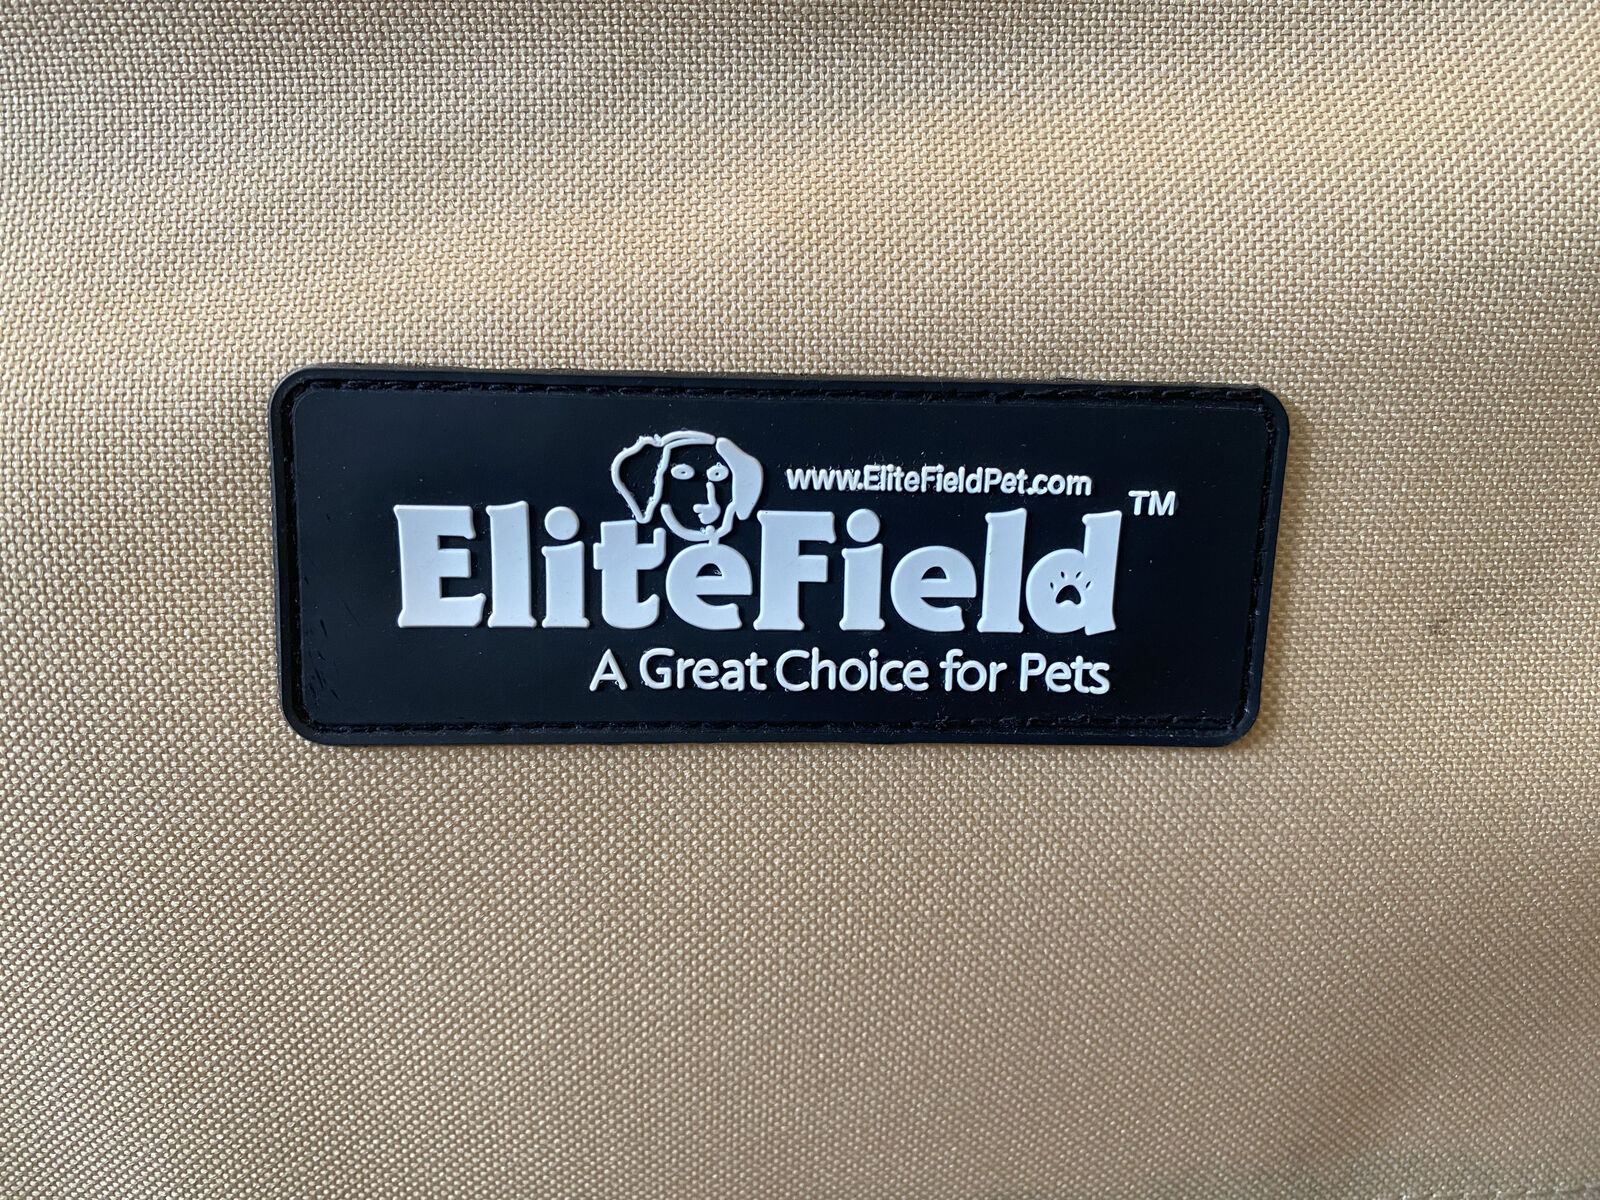 www.EliteFieldPet.com
EliteField™
A Great Choice for Pets